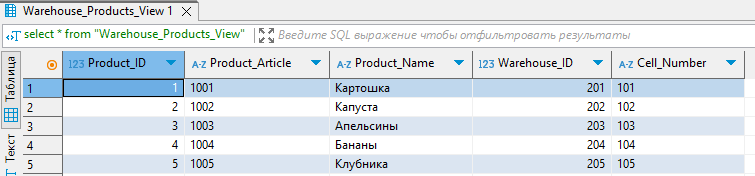 Warehouse_Products_View 1
select * from "Warehouse_Products_View" Введите SQL выражение чтобы отфильтровать результаты
Таблица
Текст
123 Product_ID A-Z Product_Article A-Z Product_Name 123 Warehouse_ID A-Z Cell_Number
1 1 1001 Картошка 201 101
2 2 1002 Капуста 202 102
3 3 1003 Апельсины 203 103
4 4 1004 Бананы 204 104
5 5 1005 Клубника 205 105